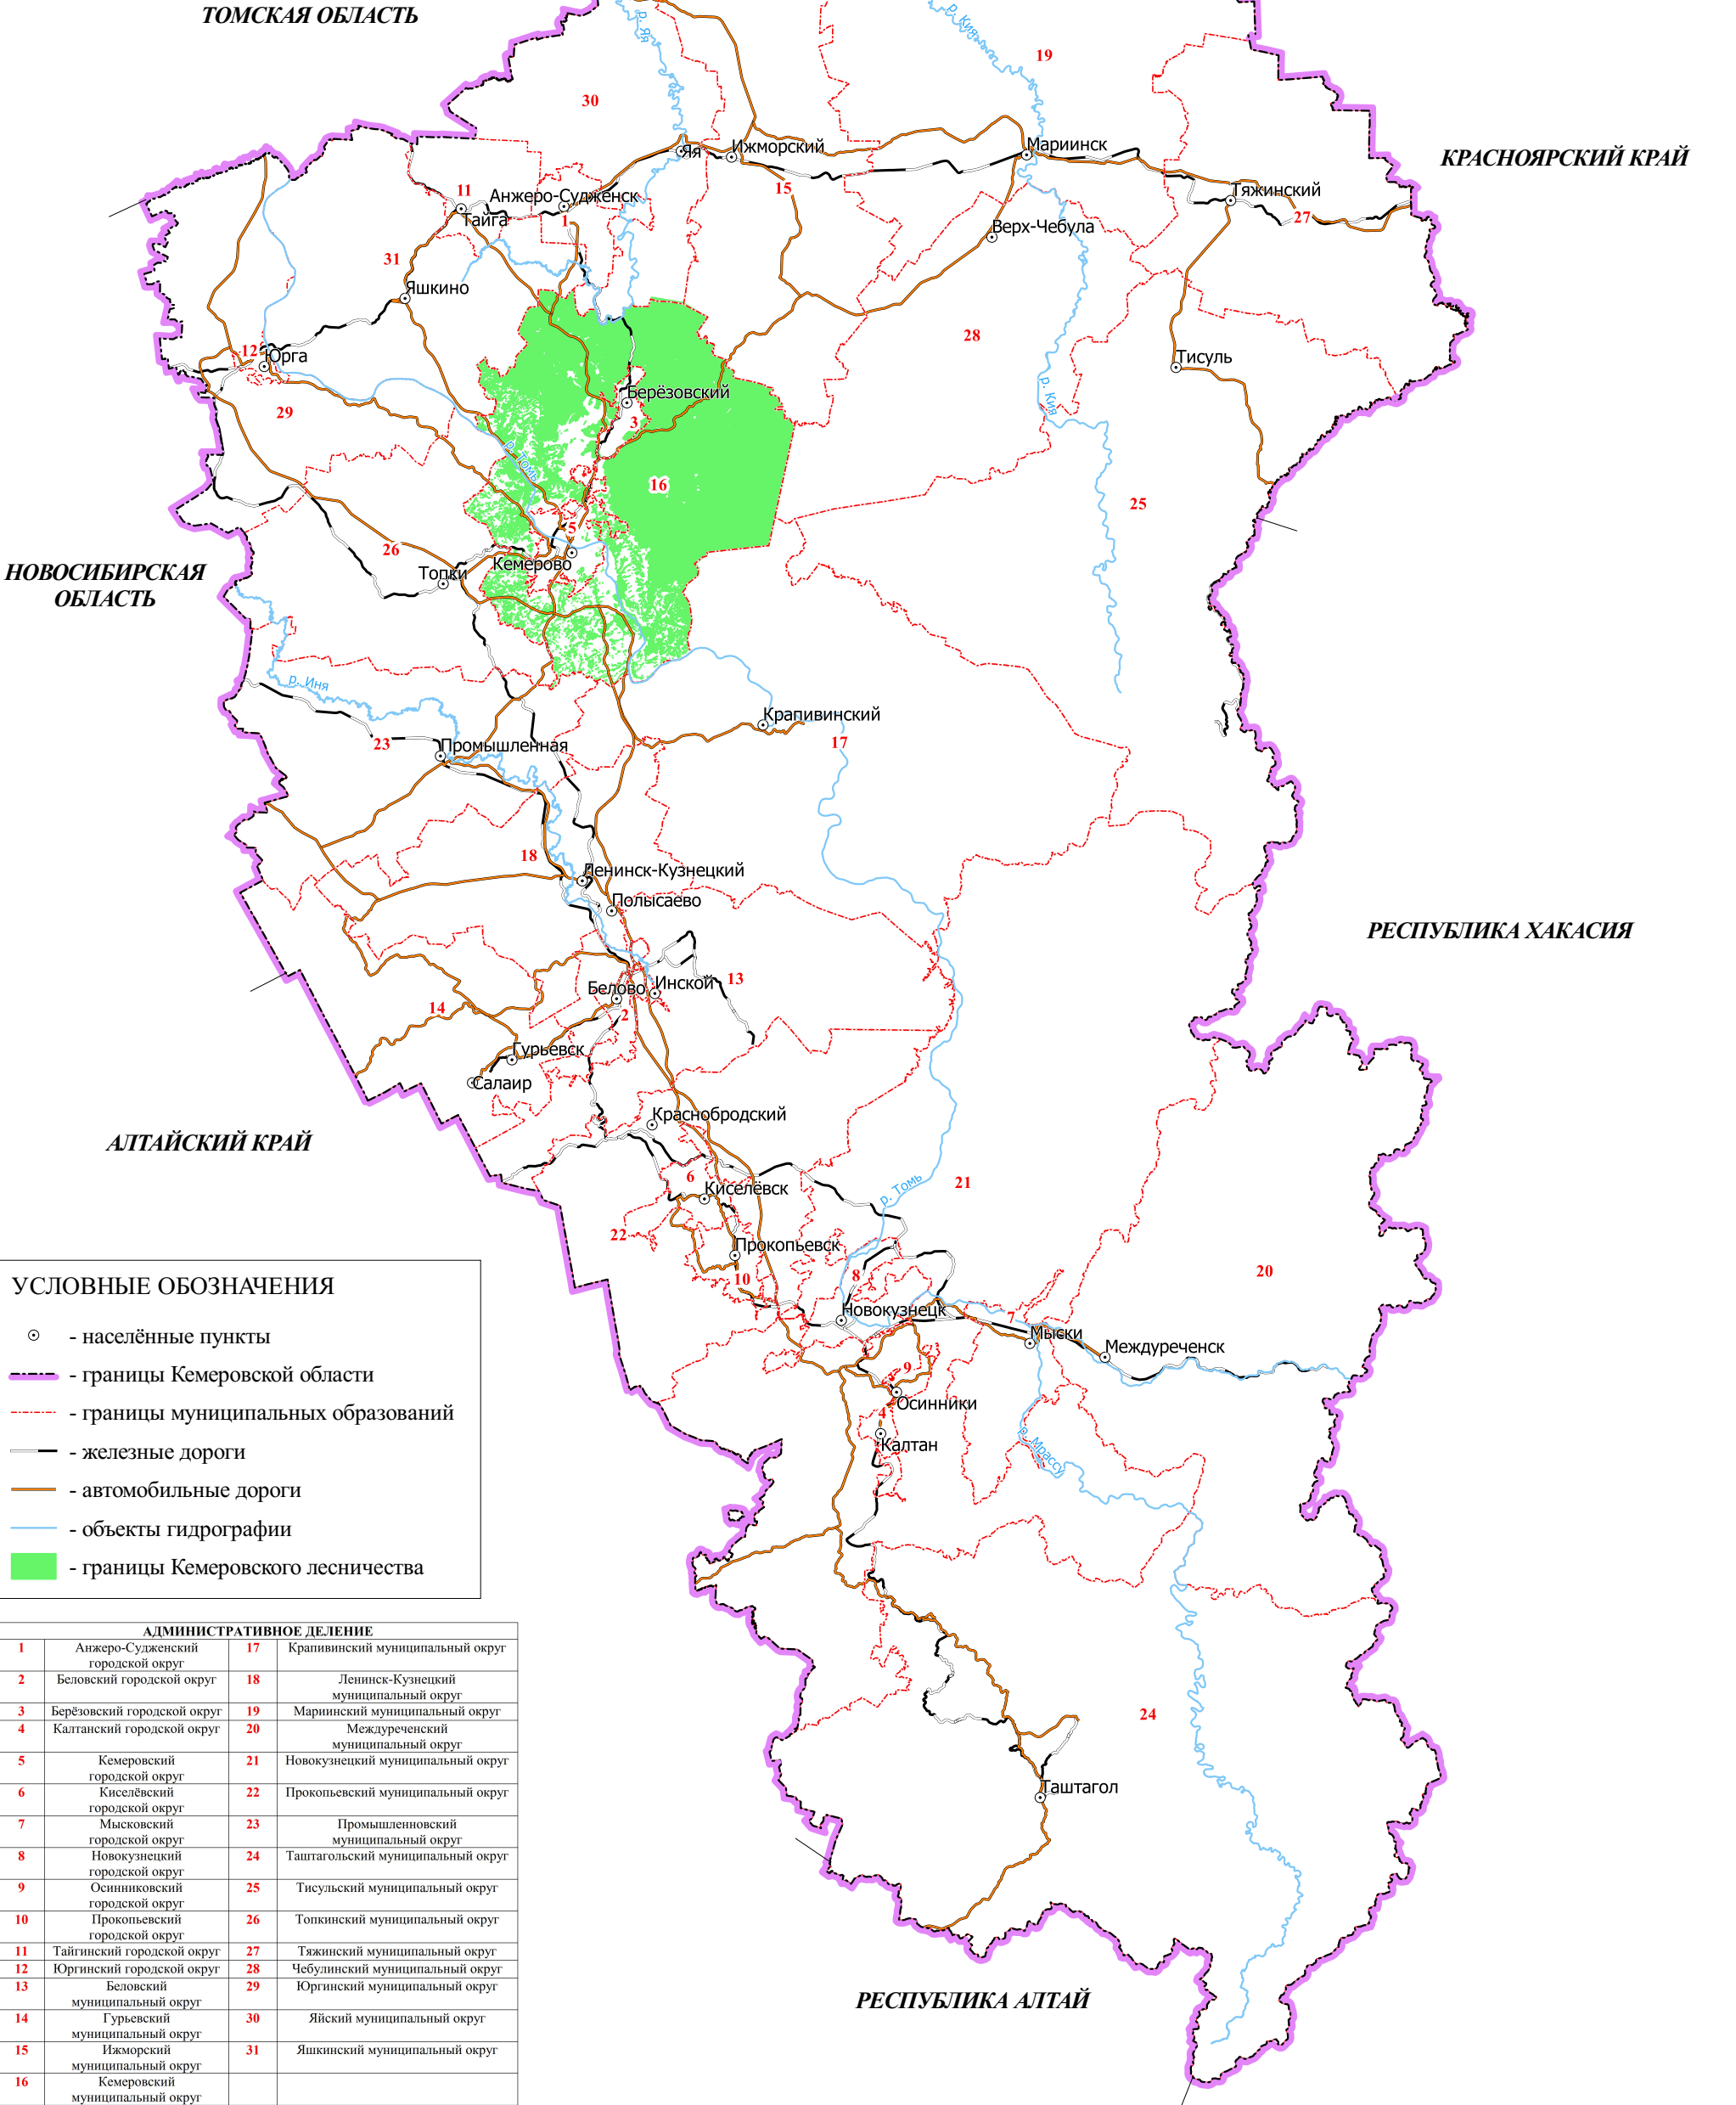 ТОМСКАЯ ОБЛАСТЬ
р. Яя
р. Кия
19
30
КРАСНОЯРСКИЙ КРАЙ
Яя
Ижморский
Мариинск
15
11
Анжеро-Судженск
Тайга
1
Тяжинский
27
Верх-Чебула
31
Яшкино
28
12
Юрга
29
Тисуль
р. Кия
Берёзовский
3
р. Томь
16
25
5
26
Кемерово
Топки
НОВОСИБИРСКАЯ
ОБЛАСТЬ
р. Иня
23
Промышленная
Крапивинский
17
18
Ленинск-Кузнецкий
Полысаево
РЕСПУБЛИКА ХАКАСИЯ
13
Инской
Белово
2
14
Гурьевск
Салаир
Краснобродский
АЛТАЙСКИЙ КРАЙ
6
Киселёвск
р. Томь
21
22
Прокопьевск
10
8
20
Новокузнецк
7
Мыски
Междуреченск
9
Осинники
4
Калтан
р. Мрассу
24
Таштагол
РЕСПУБЛИКА АЛТАЙ
УСЛОВНЫЕ ОБОЗНАЧЕНИЯ
- населённые пункты
- границы Кемеровской области
- границы муниципальных образований
- железные дороги
- автомобильные дороги
- объекты гидрографии
- границы Кемеровского лесничества
АДМИНИСТРАТИВНОЕ ДЕЛЕНИЕ
1 Анжеро-Судженский 17 Крапивинский муниципальный округ
городской округ
2 Беловский городской округ 18 Ленинск-Кузнецкий
муниципальный округ
3 Берёзовский городской округ 19 Мариинский муниципальный округ
4 Калтанский городской округ 20 Междуреченский
муниципальный округ
5 Кемеровский 21 Новокузнецкий муниципальный округ
городской округ
6 Киселёвский 22 Прокопьевский муниципальный округ
городской округ
7 Мысковский 23 Промышленновский
городской округ муниципальный округ
8 Новокузнецкий 24 Таштагольский муниципальный округ
городской округ
9 Осинниковский 25 Тисульский муниципальный округ
городской округ
10 Прокопьевский 26 Топкинский муниципальный округ
городской округ
11 Тайгинский городской округ 27 Тяжинский муниципальный округ
12 Юргинский городской округ 28 Чебулинский муниципальный округ
13 Беловский 29 Юргинский муниципальный округ
муниципальный округ
14 Гурьевский 30 Яйский муниципальный округ
муниципальный округ
15 Ижморский 31 Яшкинский муниципальный округ
муниципальный округ
16 Кемеровский
муниципальный округ